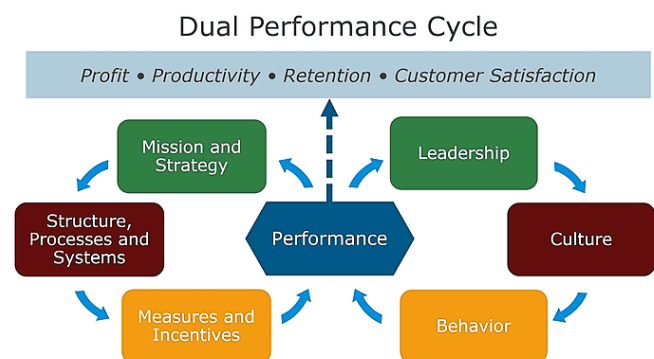 Dual Performance Cycle
Profit • Productivity • Retention • Customer Satisfaction
Mission and
Strategy
Leadership
Structure,
Processes and
Systems
Performance
Culture
Measures and
Incentives
Behavior